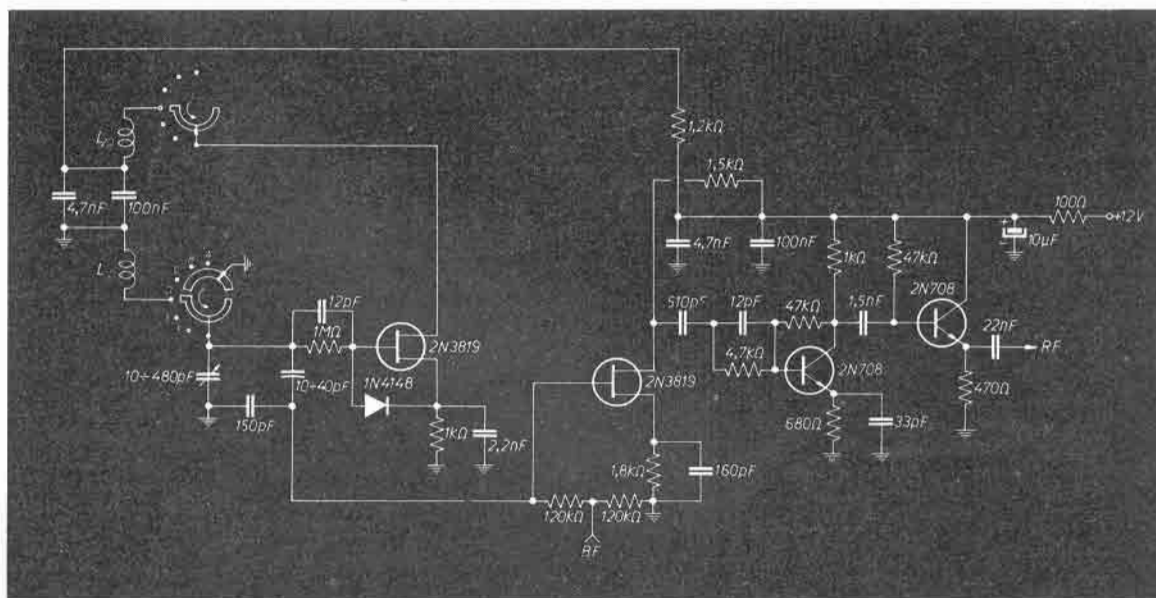 1,2kΩ
1,5kΩ
4,7nF
100nF
L
4,7nF
100nF
100Ω
+12V
10µF
1kΩ
47kΩ
2N708
12pF
1MΩ
2N3819
10÷480pF
10÷40pF
1N4148
150pF
1kΩ
2,2nF
510pF
12pF
47kΩ
1,5nF
22nF
RF
4,7kΩ
2N3819
2N708
470Ω
680Ω
33pF
1,8kΩ
160pF
120kΩ
120kΩ
BF